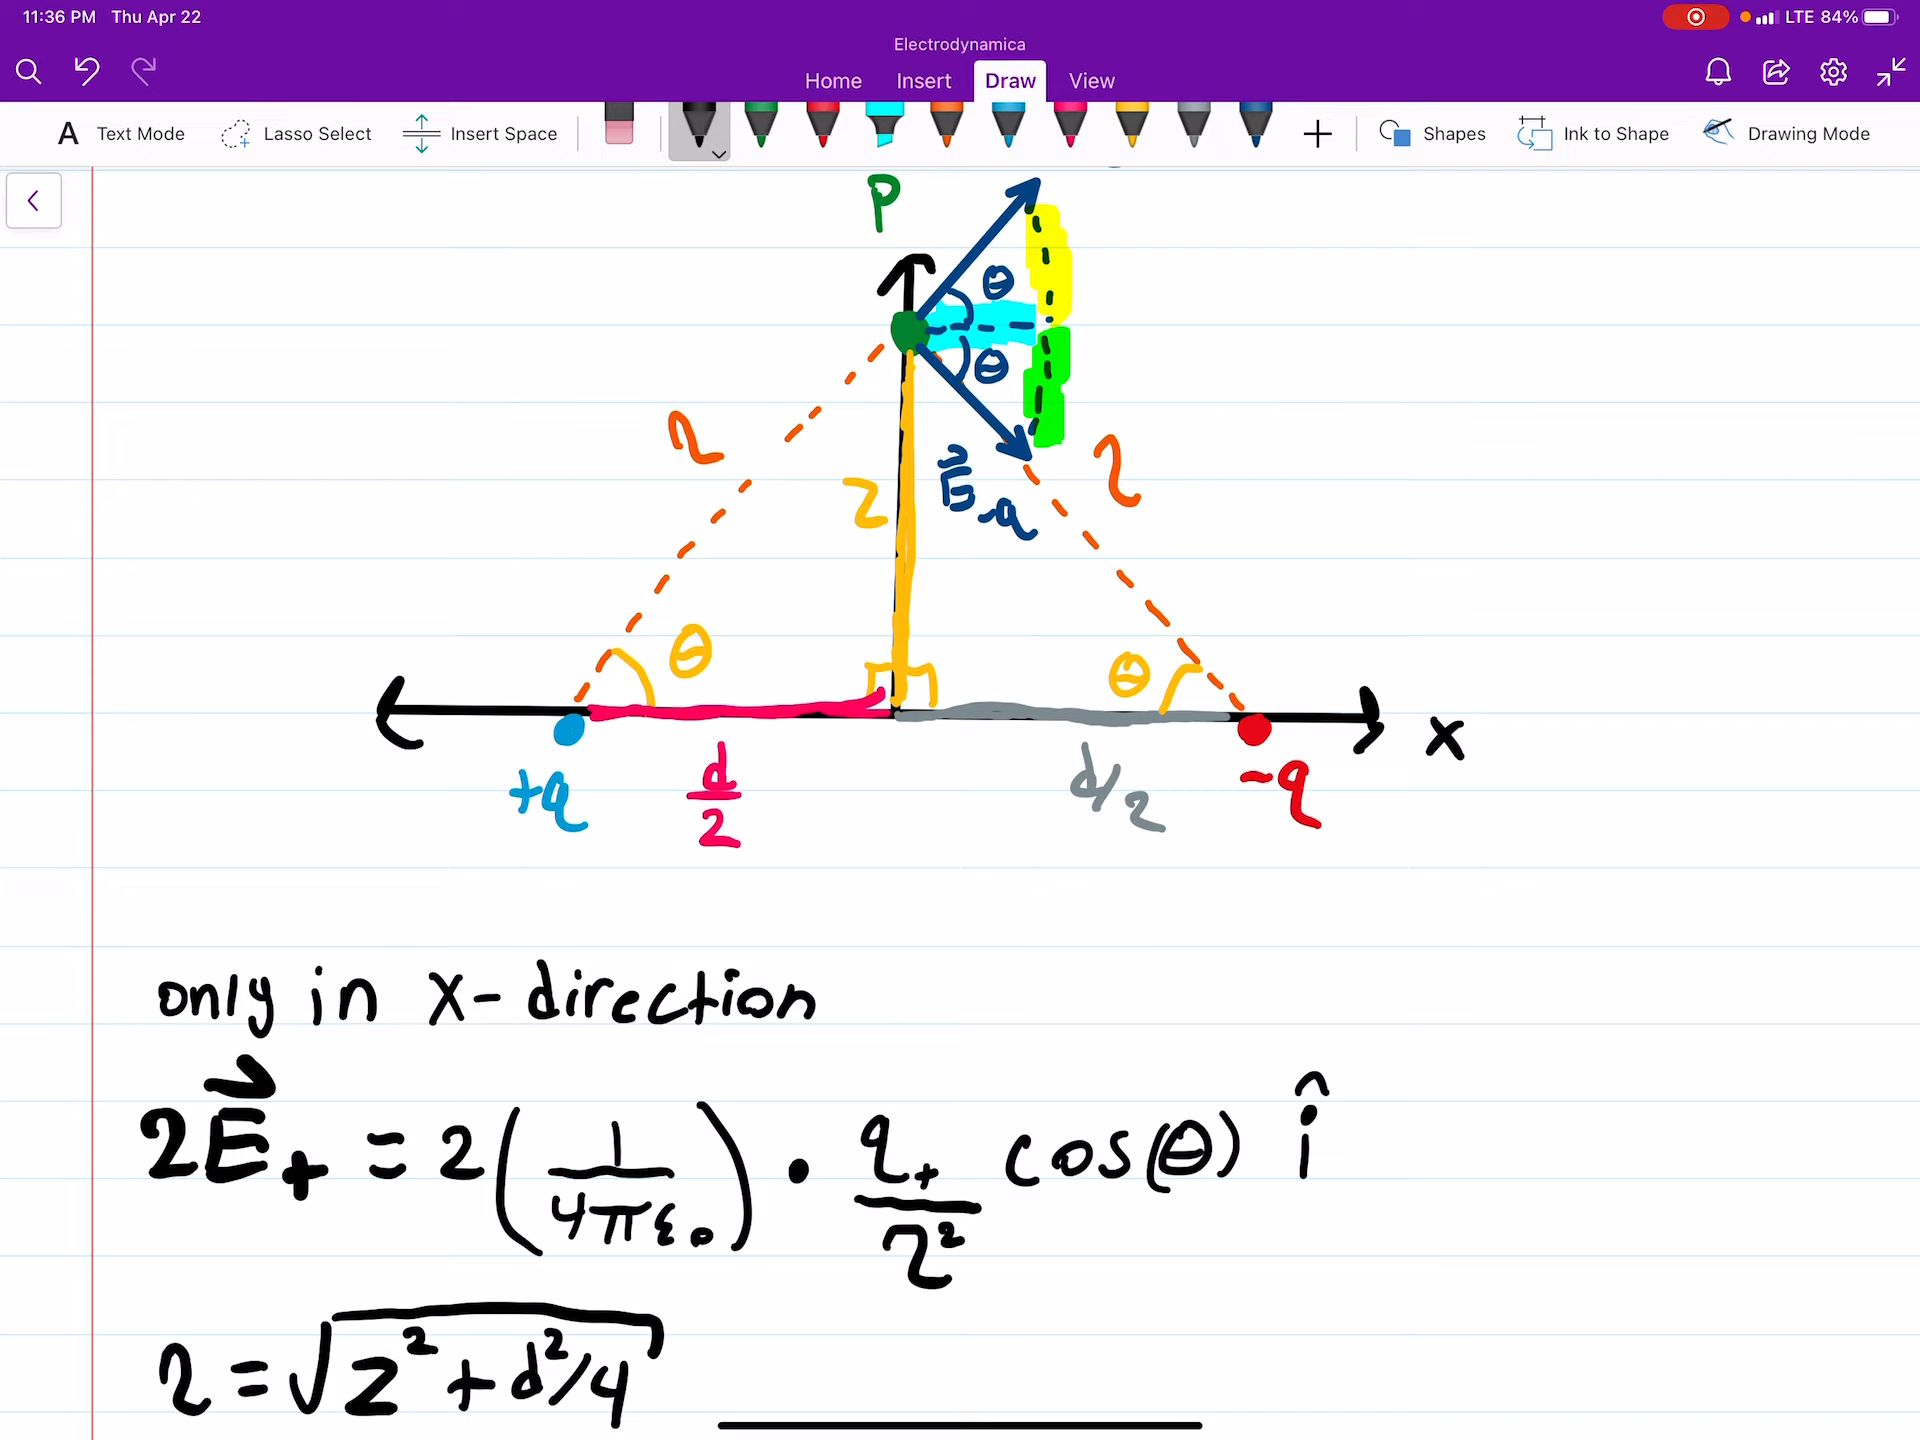 11:36 PM Thu Apr 22
LTE 84%
Electrodynamica
Home Insert Draw View
A Text Mode Lasso Select Insert Space Shapes Ink to Shape Drawing Mode
P
θ
θ
r
z
E⃗-q
r
θ
θ
x
+q
d/2
d/2
-q
only in x-direction
2E⃗+ = 2(1/4πε₀) · q+/r² cos(θ) î
r = √z² + d²/4